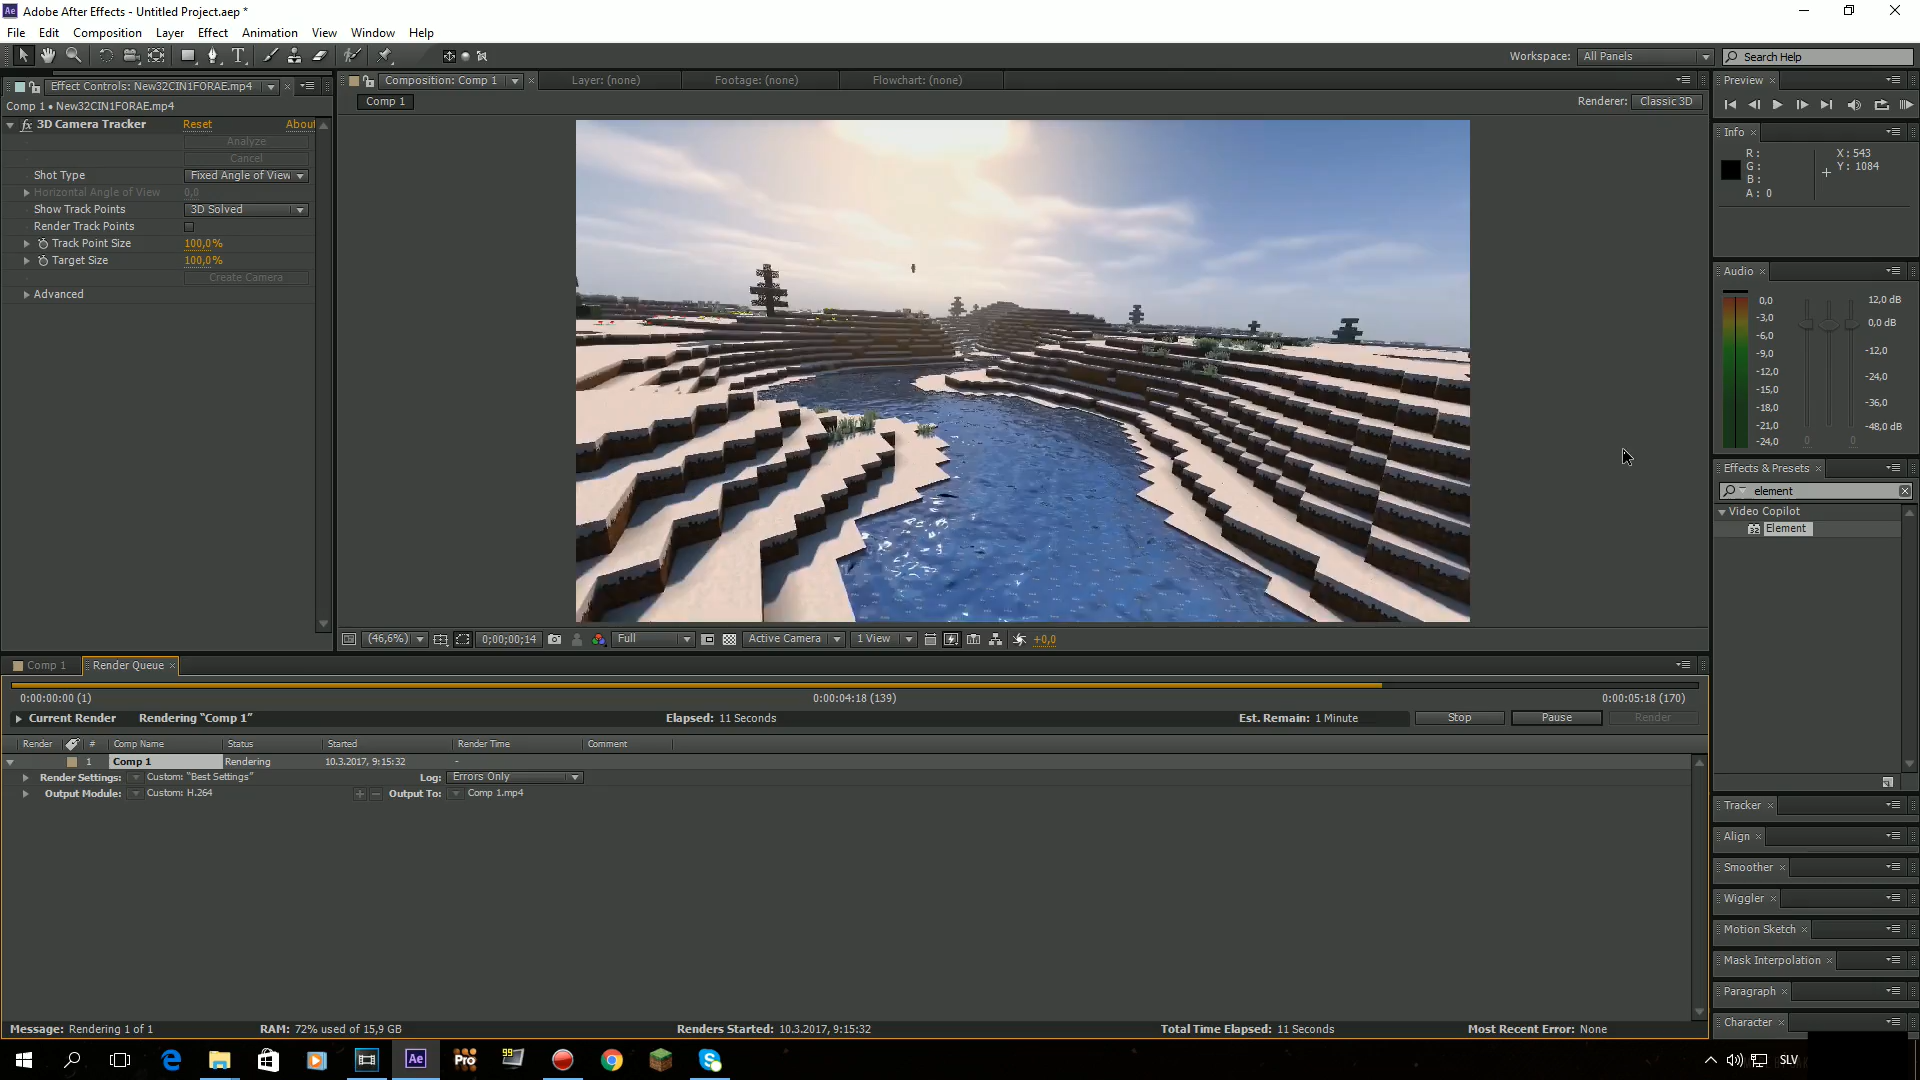 Ae Adobe After Effects - Untitled Project.aep *
File Edit Composition Layer Effect Animation View Window Help
Workspace: All Panels Search Help
Effect Controls: New32CIN1FORAE.mp4
Comp 1 • New32CIN1FORAE.mp4
fx 3D Camera Tracker Reset Abou
Analyze
Cancel
Shot Type Fixed Angle of View
Horizontal Angle of View 0,0
Show Track Points 3D Solved
Render Track Points
Track Point Size 100,0%
Target Size 100,0%
Create Camera
Advanced
Composition: Comp 1 Layer: (none) Footage: (none) Flowchart: (none)
Comp 1 Renderer: Classic 3D
(46,6%) 0;00;00;14 Full Active Camera 1 View +0,0
Preview
Info
R: X: 543
G: Y: 1084
B:
A: 0
Audio
0,0 12,0 dB
-3,0 0,0 dB
-6,0
-9,0 -12,0
-12,0
-15,0 -24,0
-18,0 -36,0
-21,0 -48,0 dB
-24,0 0 0
Effects & Presets
element
Video Copilot
32 Element
Tracker
Align
Smoother
Wiggler
Motion Sketch
Mask Interpolation
Paragraph
Character
Comp 1 Render Queue
0:00:00:00 (1) 0:00:04:18 (139) 0:00:05:18 (170)
Current Render Rendering "Comp 1" Elapsed: 11 Seconds Est. Remain: 1 Minute Stop Pause Render
Render # Comp Name Status Started Render Time Comment
1 Comp 1 Rendering 10.3.2017, 9:15:32 -
Render Settings: Custom: "Best Settings" Log: Errors Only
Output Module: Custom: H.264 Output To: Comp 1.mp4
Message: Rendering 1 of 1 RAM: 72% used of 15,9 GB Renders Started: 10.3.2017, 9:15:32 Total Time Elapsed: 11 Seconds Most Recent Error: None
Ae Pro 99 SLV